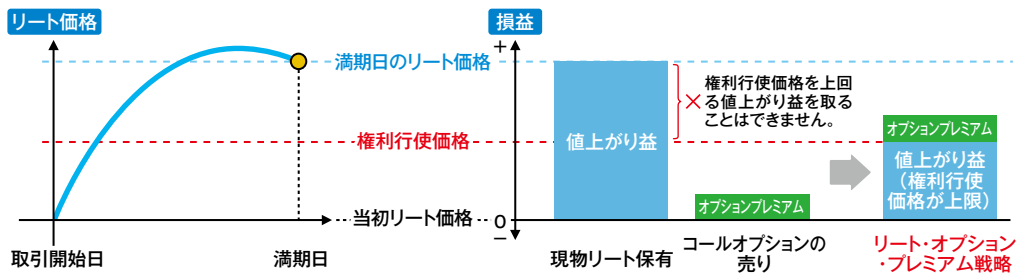 リート価格
満期日のリート価格
権利行使価格
当初リート価格
取引開始日
満期日
損益
+
0
−
値上がり益
×
権利行使価格を上回
る値上がり益を取る
ことはできません。
オプションプレミアム
オプションプレミアム
値上がり益
(権利行使
価格が上限)
現物リート保有
コールオプションの
売り
リート・オプション
・プレミアム戦略